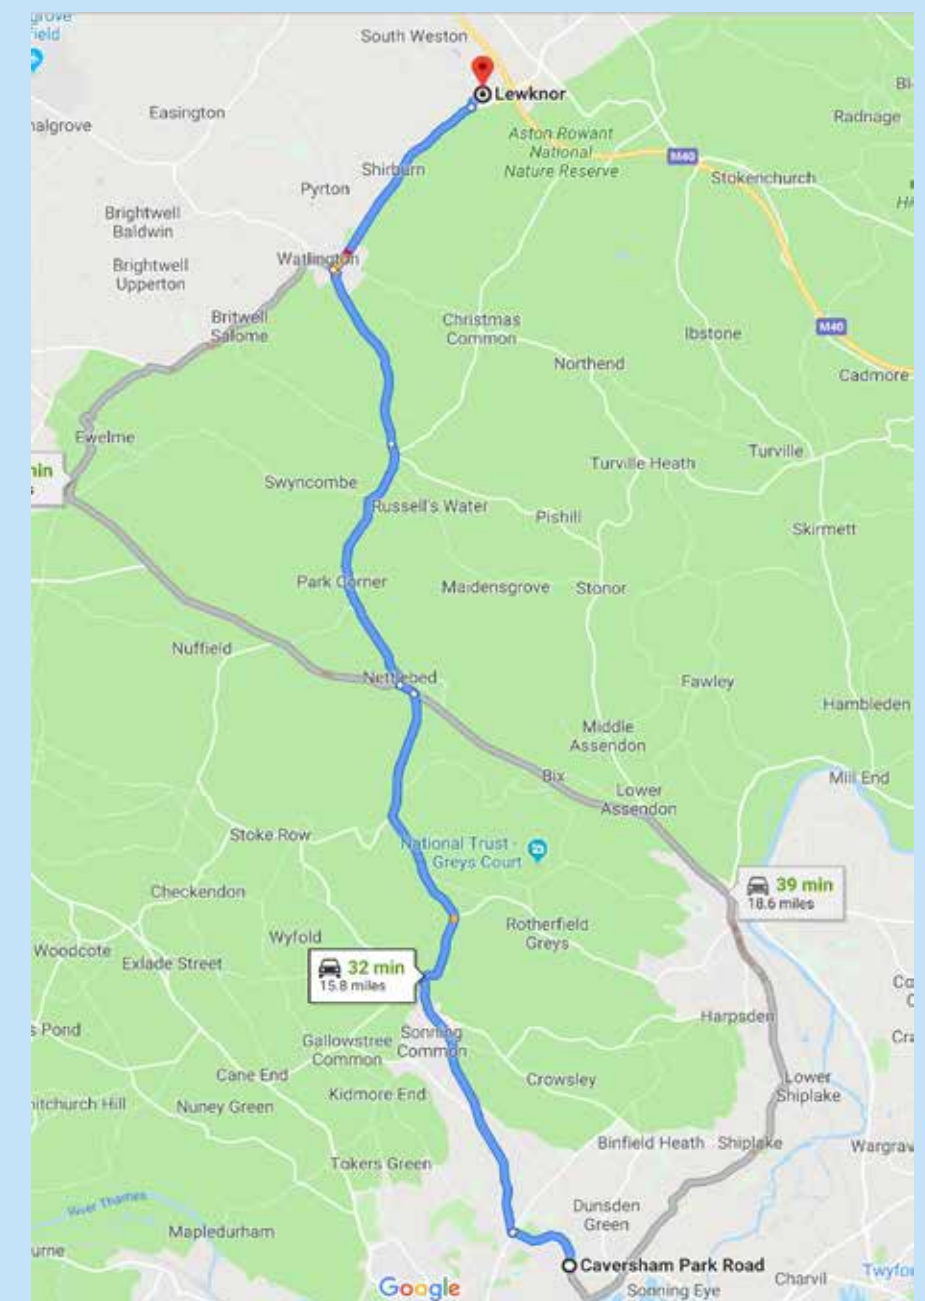 South Weston
Lewknor
Easington
Radnage
Aston Rowant
National
Nature Reserve
M40
Shirburn
Stokenchurch
Pyrton
Brightwell
Baldwin
Watlington
Brightwell
Upperton
Britwell
Salome
Christmas
Common
Ibstone
M40
Northend
Cadmore
Ewelme
Turville
Turville Heath
Swyncombe
Russell's Water
Pishill
Skirmett
Park Corner
Maidensgrove
Stonor
Nuffield
Nettlebed
Fawley
Hambleden
Middle
Assendon
Bix
Mill End
Lower
Assendon
Stoke Row
National Trust -
Greys Court
39 min
18.6 miles
Checkendon
Rotherfield
Greys
Wyfold
Woodcote
Exlade Street
32 min
15.8 miles
Harpsden
s Pond
Gallowstree
Common
Sonning
Common
Cane End
Crowsley
Lower
Shiplake
Kidmore End
Nuney Green
Binfield Heath
Shiplake
Tokers Green
Dunsden
Green
River Thames
Mapledurham
Caversham Park Road
Google
Sonning Eye
Charvil